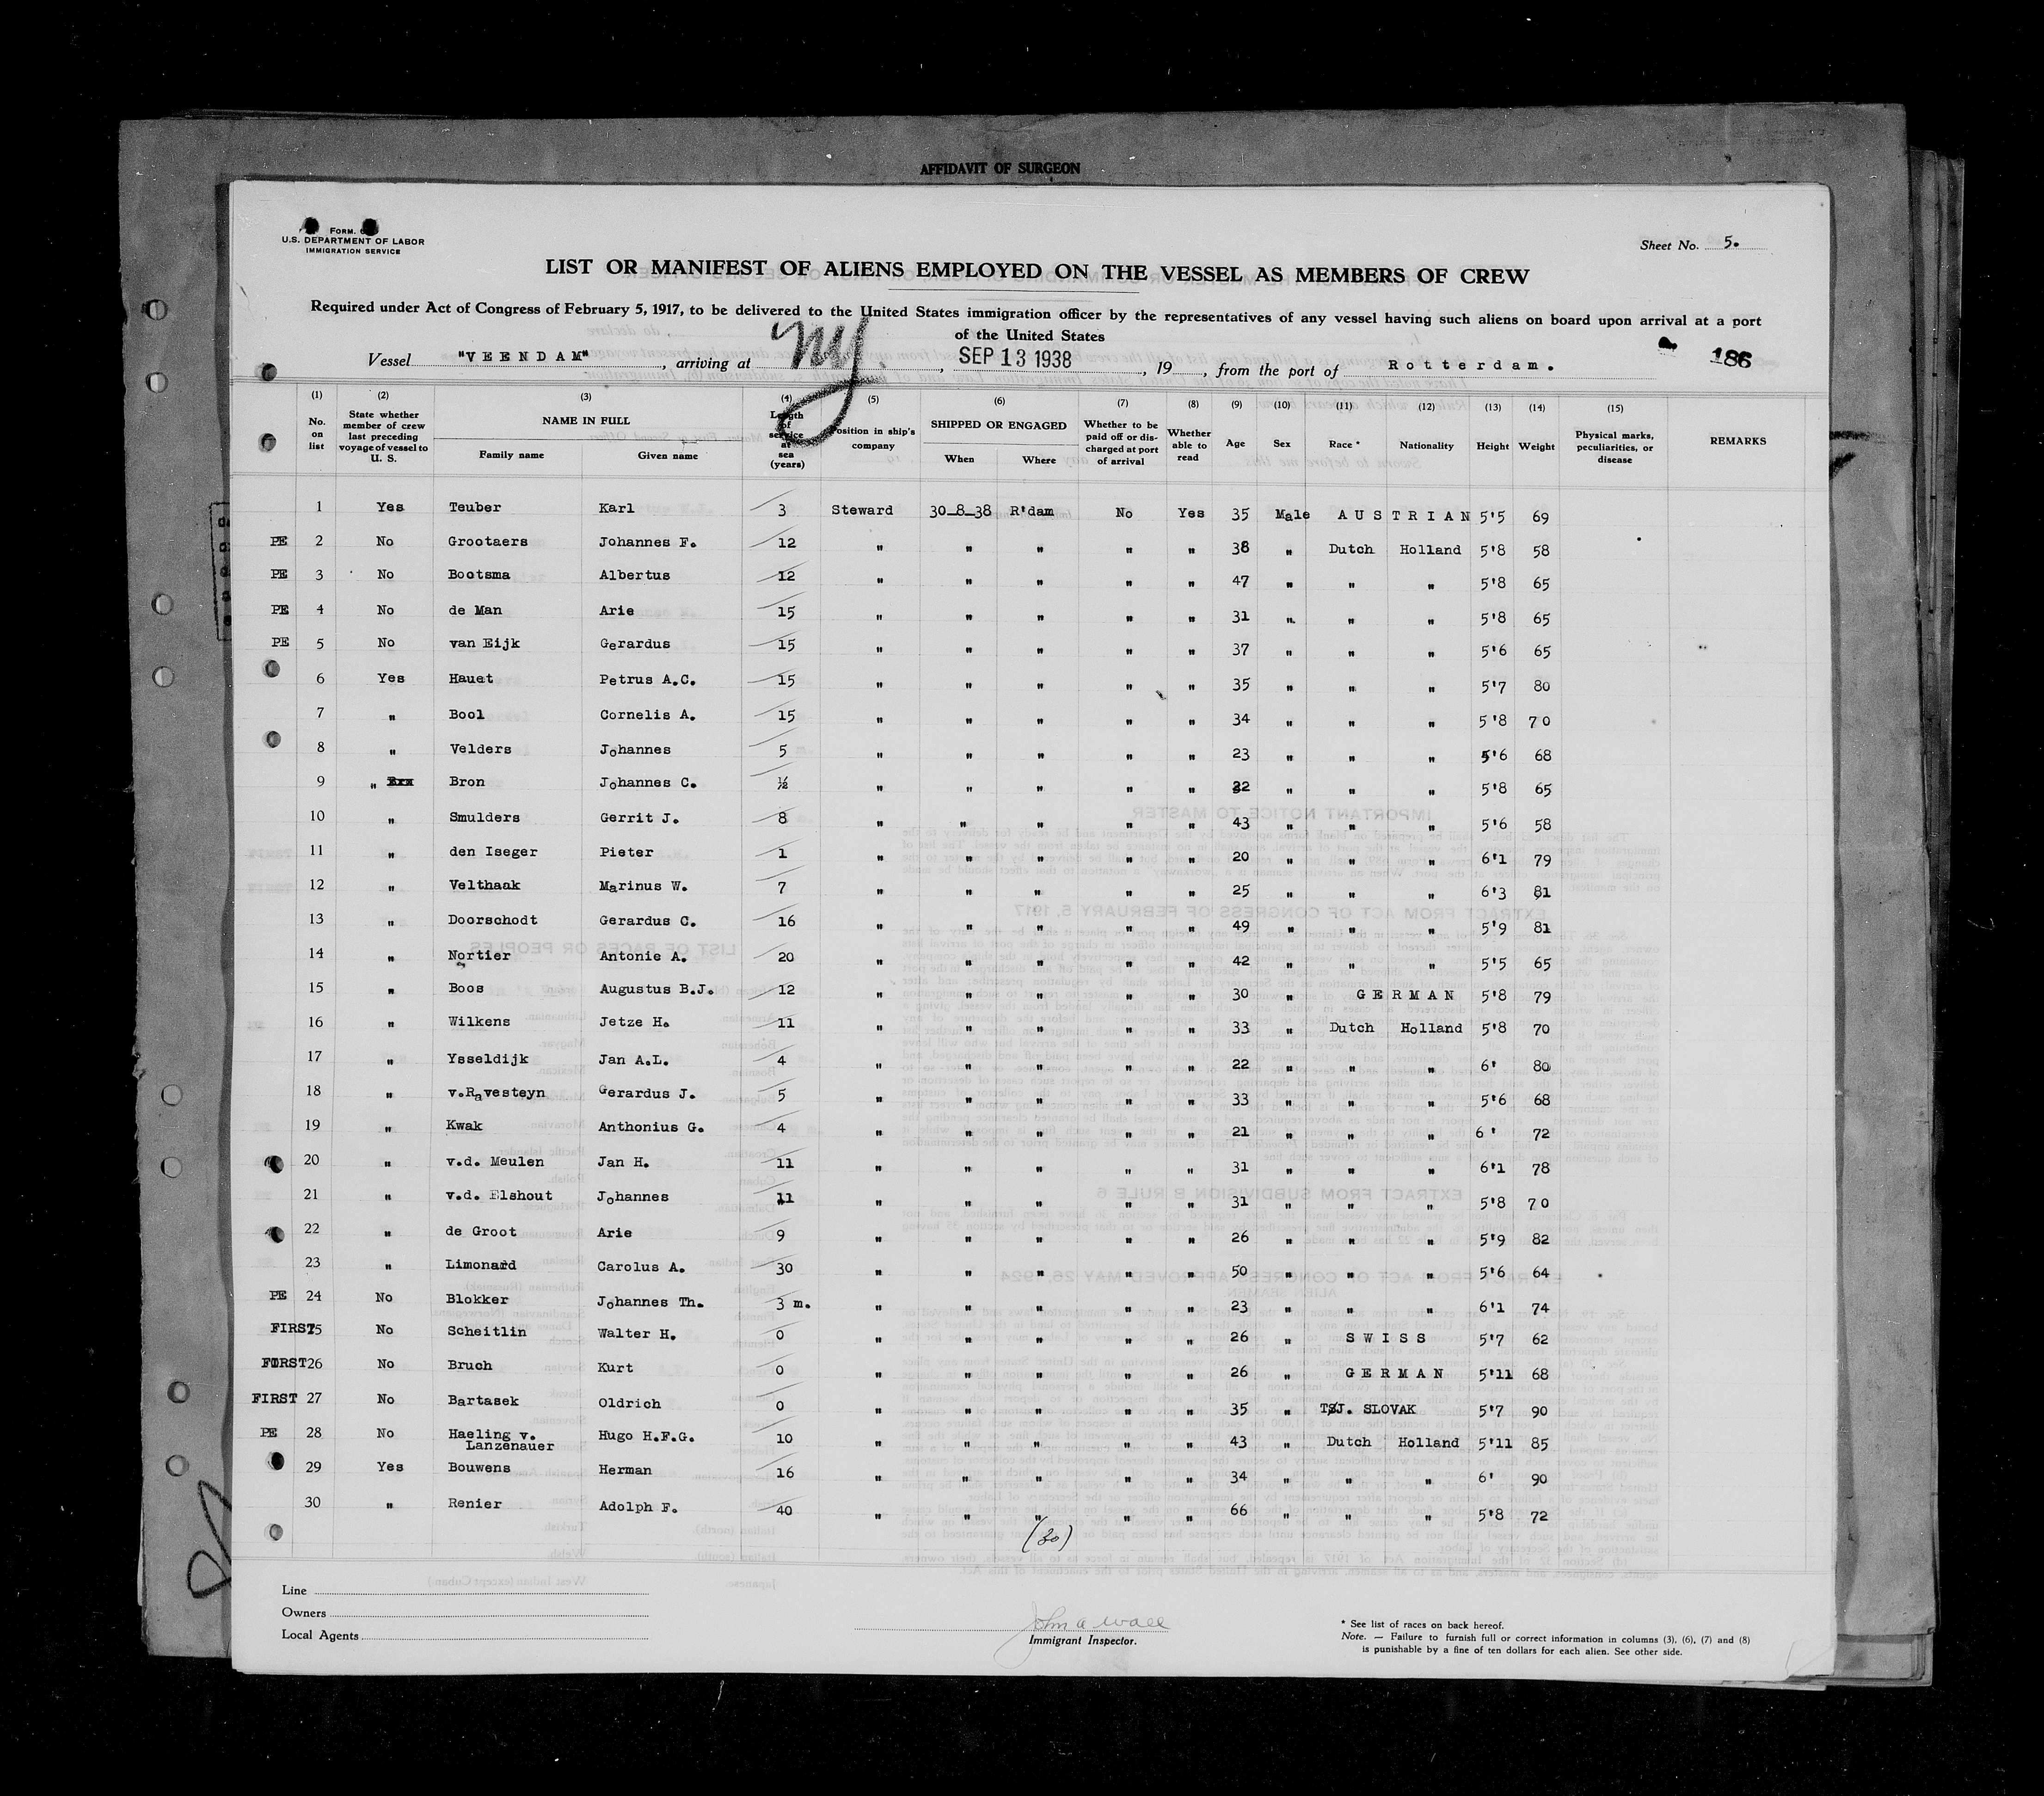 AFFIDAVIT OF SURGEON
FORM.
U.S. DEPARTMENT OF LABOR
IMMIGRATION SERVICE
Sheet No. 5.
LIST OR MANIFEST OF ALIENS EMPLOYED ON THE VESSEL AS MEMBERS OF CREW
Required under Act of Congress of February 5, 1917, to be delivered to the United States immigration officer by the representatives of any vessel having such aliens on board upon arrival at a port
of the United States
Vessel "VEENDAM", arriving at NY, SEP 13 1938, 19, from the port of Rotterdam. 186
(1) (2) (3) (4) (5) (6) (7) (8) (9) (10) (11) (12) (13) (14) (15)
No. on list State whether member of crew last preceding voyage of vessel to U. S. NAME IN FULL Family name Given name Length of service at sea (years) Position in ship's company SHIPPED OR ENGAGED When Where Whether to be paid off or discharged at port of arrival Whether able to read Age Sex Race * Nationality Height Weight Physical marks, peculiarities, or disease REMARKS
1 Yes Teuber Karl 3 Steward 30-8-38 R'dam No Yes 35 Male AUSTRIAN 5'5 69
PE 2 No Grootaers Johannes F. 12 " " " " " 38 " Dutch Holland 5'8 58
PE 3 No Bootsma Albertus 12 " " " " " 47 " " " 5'8 65
PE 4 No de Man Arie 15 " " " " " 31 " " " 5'8 65
PE 5 No van Eijk Gerardus 15 " " " " " 37 " " " 5'6 65
6 Yes Hauet Petrus A.C. 15 " " " " " 35 " " " 5'7 80
7 " Bool Cornelis A. 15 " " " " " 34 " " " 5'8 70
8 " Velders Johannes 5 " " " " " 23 " " " 5'6 68
9 " Bron Johannes C. ½ " " " " " 22 " " " 5'8 65
10 " Smulders Gerrit J. 8 " " " " " 43 " " " 5'6 58
11 " den Iseger Pieter 1 " " " " " 20 " " " 6'1 79
12 " Velthaak Marinus W. 7 " " " " " 25 " " " 6'3 81
13 " Doorschodt Gerardus C. 16 " " " " " 49 " " " 5'9 81
14 " Nortier Antonie A. 20 " " " " " 42 " " " 5'5 65
15 " Boos Augustus B.J. 12 " " " " " 30 " GERMAN 5'8 79
16 " Wilkens Jetze H. 11 " " " " " 33 " Dutch Holland 5'8 70
17 " Ysseldijk Jan A.L. 4 " " " " " 22 " " " 6' 80
18 " v.Ravesteyn Gerardus J. 5 " " " " " 33 " " " 5'6 68
19 " Kwak Anthonius G. 4 " " " " " 21 " " " 6' 72
20 " v.d. Meulen Jan H. 11 " " " " " 31 " " " 6'1 78
21 " v.d. Elshout Johannes 11 " " " " " 31 " " " 5'8 70
22 " de Groot Arie 9 " " " " " 26 " " " 5'9 82
23 " Limonard Carolus A. 30 " " " " " 50 " " " 5'6 64
PE 24 No Blokker Johannes Th. 3 m. " " " " " 23 " " " 6'1 74
FIRST 25 No Scheitlin Walter H. 0 " " " " " 26 " SWISS 5'7 62
FIRST 26 No Bruch Kurt 0 " " " " " 26 " GERMAN 5'11 68
FIRST 27 No Bartasek Oldrich 0 " " " " " 35 " TSJ. SLOVAK 5'7 90
PE 28 No Haeling v. Lanzenauer Hugo H.F.G. 10 " " " " " 43 " Dutch Holland 5'11 85
29 Yes Bouwens Herman 16 " " " " " 34 " " " 6' 90
30 " Renier Adolph F. 40 " " " " " 66 " " " 5'8 72
(30)
Line
Owners
Local Agents
John A Wall
Immigrant Inspector.
* See list of races on back hereof.
Note. — Failure to furnish full or correct information in columns (3), (6), (7) and (8)
is punishable by a fine of ten dollars for each alien. See other side.